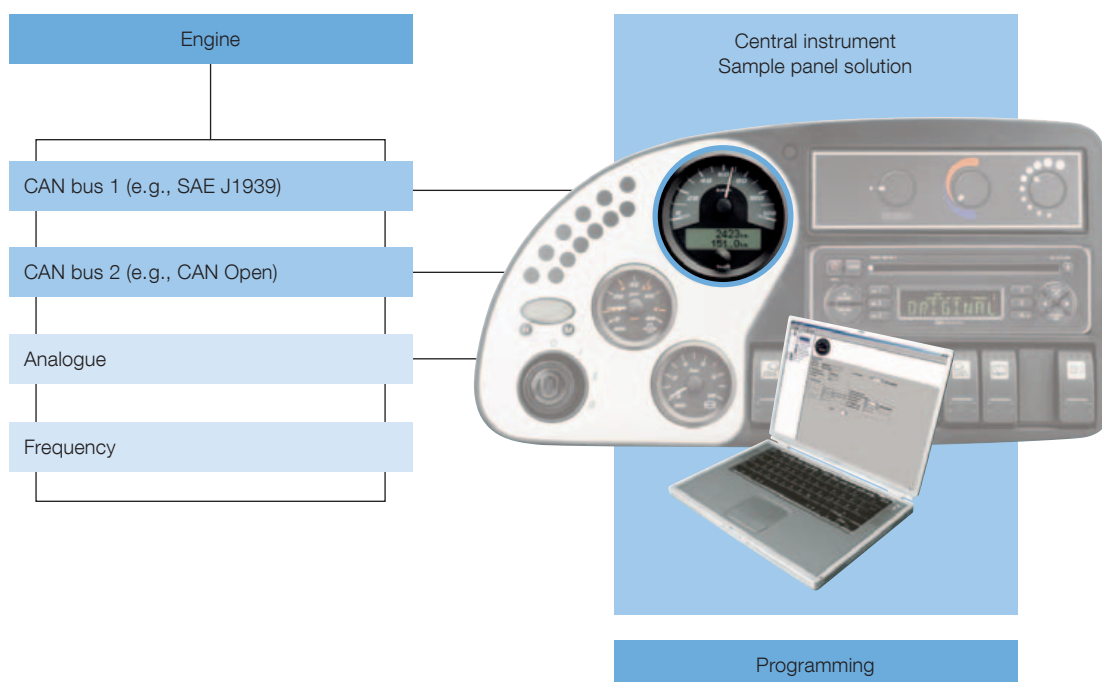 Engine
Central instrument
Sample panel solution
CAN bus 1 (e.g., SAE J1939)
CAN bus 2 (e.g., CAN Open)
Analogue
Frequency
2423
151.0
ORIGINAL
Programming